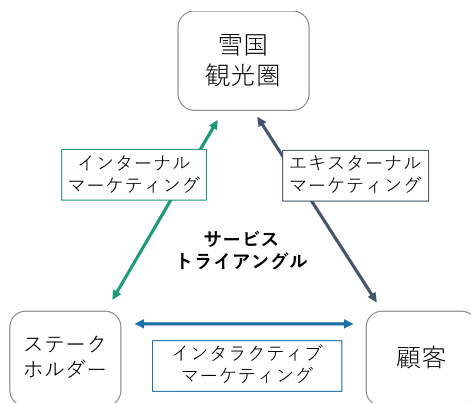 雪国
観光圏
インターナル
マーケティング
エキスターナル
マーケティング
サービス
トライアングル
ステーク
ホルダー
インタラクティブ
マーケティング
顧客